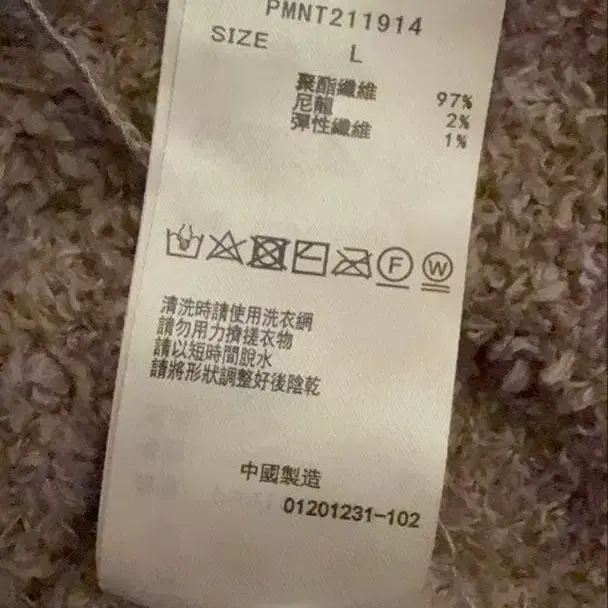 PMNT211914
SIZE L
聚酯纖維 97%
尼龍 2%
彈性纖維 1%
F W
清洗時請使用洗衣網
請勿用力擠搓衣物
請以短時間脫水
請將形狀調整好後陰乾
中國製造
01201231-102